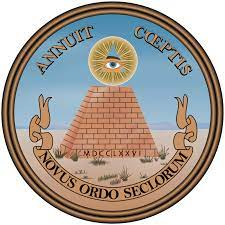 ANNUIT CŒPTIS
MDCCLXXVI
NOVUS ORDO SECLORUM